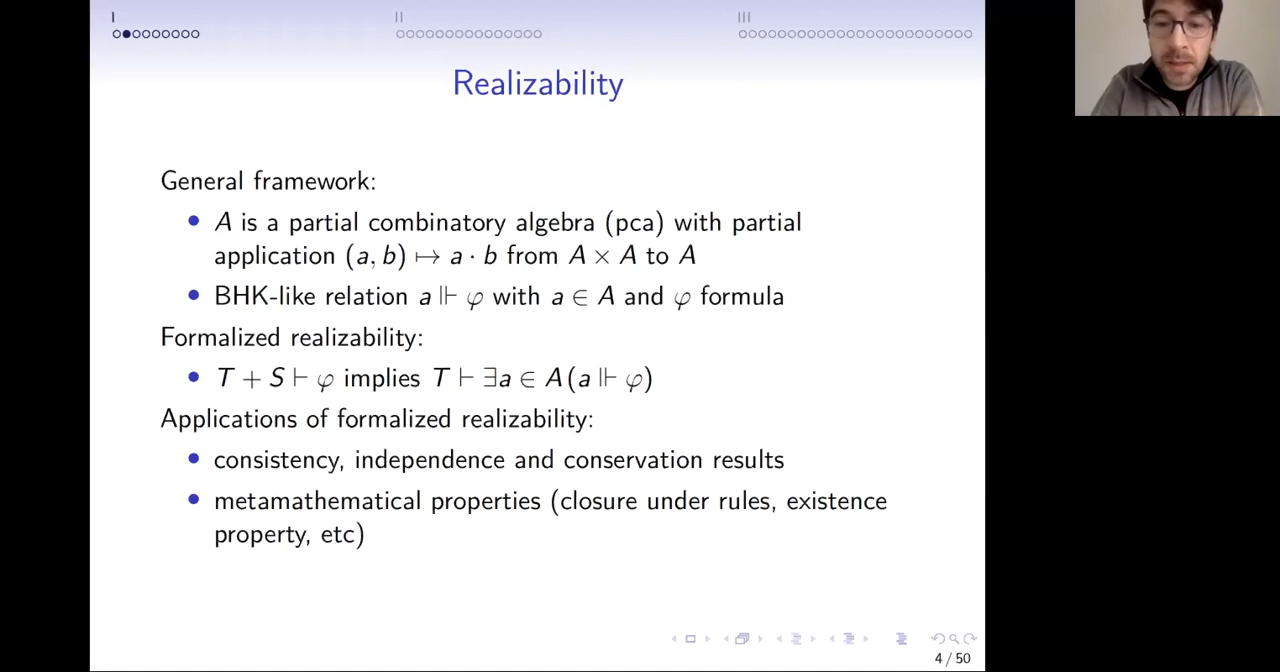 I II III
Realizability
General framework:
• A is a partial combinatory algebra (pca) with partial
application (a, b) ↦ a · b from A × A to A
• BHK-like relation a ⊩ φ with a ∈ A and φ formula
Formalized realizability:
• T + S ⊢ φ implies T ⊢ ∃a ∈ A (a ⊩ φ)
Applications of formalized realizability:
• consistency, independence and conservation results
• metamathematical properties (closure under rules, existence
property, etc)
4 / 50